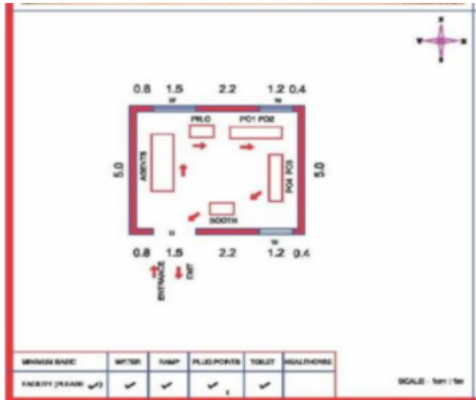 0.8 1.5 2.2 1.2 0.4
W W
PRLO PO1 PO2
5.0 AGENTS PO4 PO3 5.0
BOOTH
D W
0.8 1.5 2.2 1.2 0.4
ENTRANCE EXIT
MINIMUM BASIC WATER RAMP PLUG POINTS TOILET HEALTHCARE
FACILITY (PLEASE ✓) ✓ ✓ ✓ ✓
SCALE - 1cm : 1m